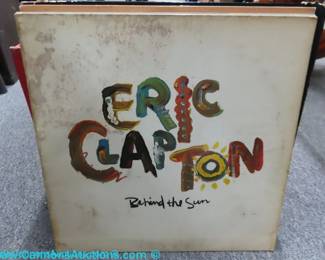 ERIC
CLAPTON
Behind the Sun